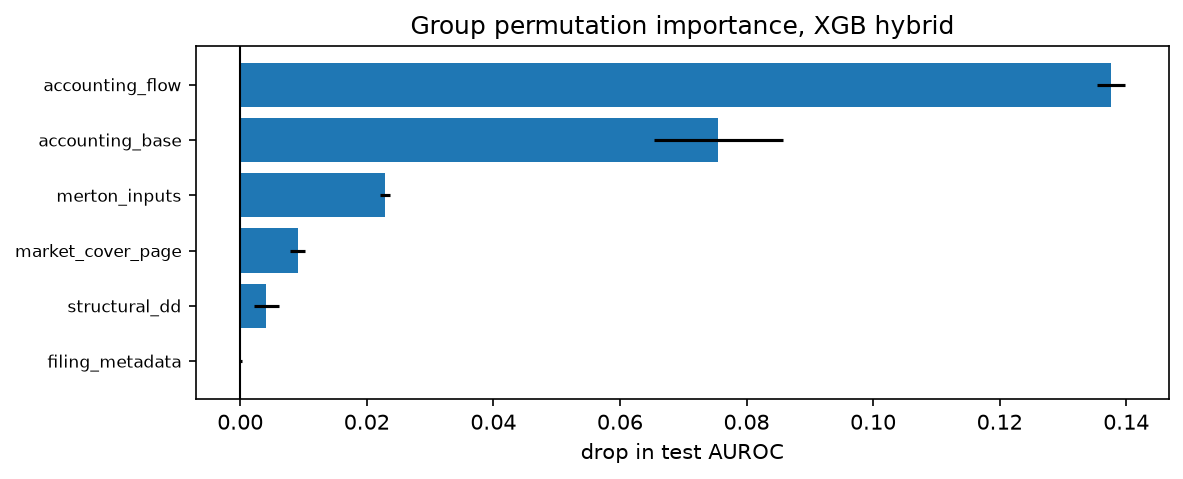 Group permutation importance, XGB hybrid
accounting_flow
accounting_base
merton_inputs
market_cover_page
structural_dd
filing_metadata
0.00 0.02 0.04 0.06 0.08 0.10 0.12 0.14
drop in test AUROC